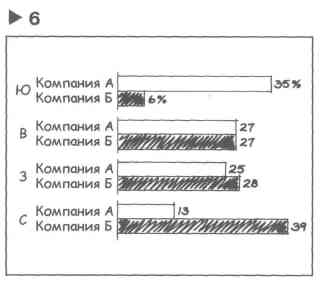 ▶ 6
Ю Компания А 35%
Компания Б 6%
В Компания А 27
Компания Б 27
З Компания А 25
Компания Б 28
С Компания А 13
Компания Б 39